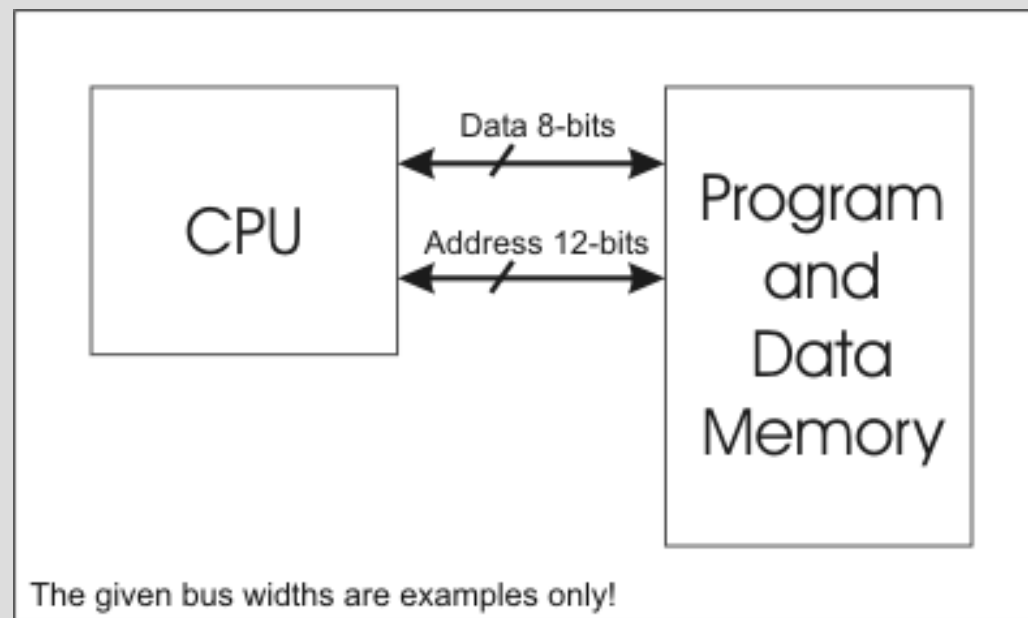 CPU
Data 8-bits
Address 12-bits
Program
and
Data
Memory
The given bus widths are examples only!